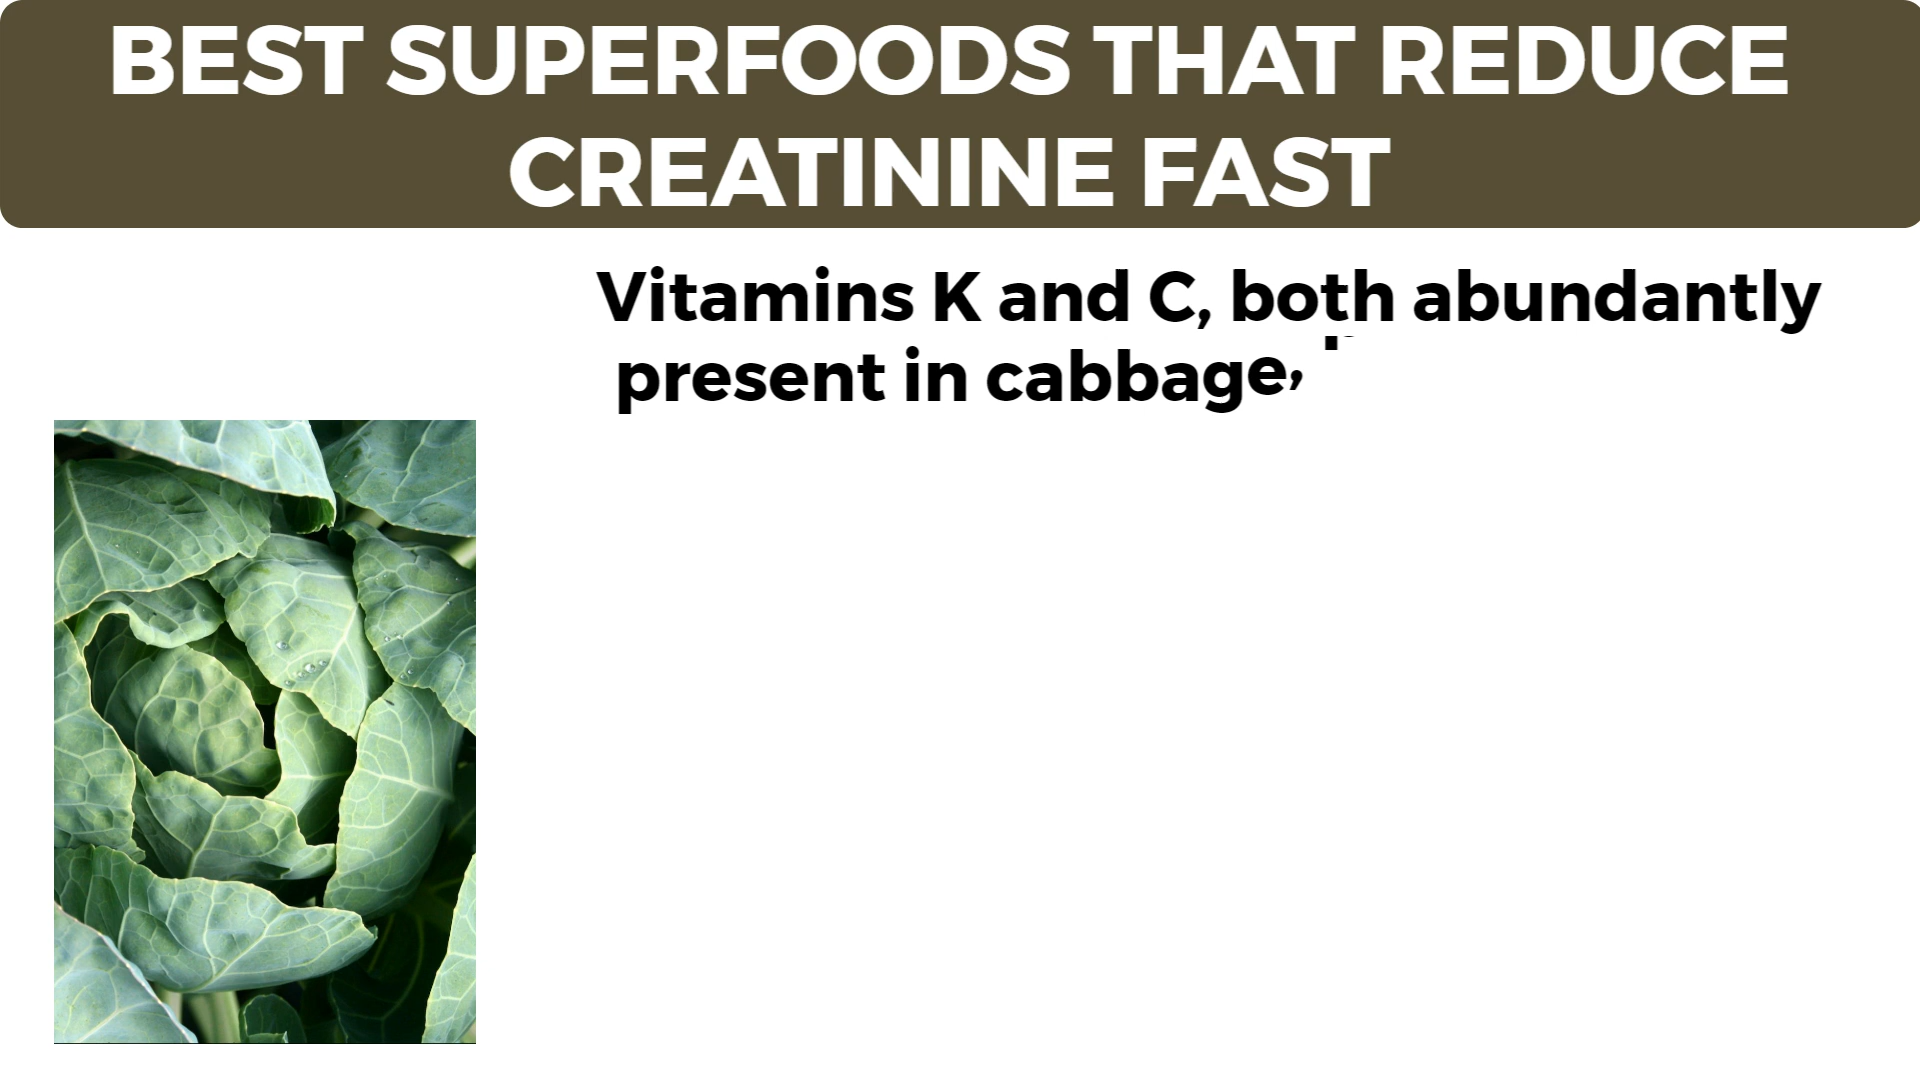 BEST SUPERFOODS THAT REDUCE
CREATININE FAST
Vitamins K and C, both abundantly
present in cabbage,